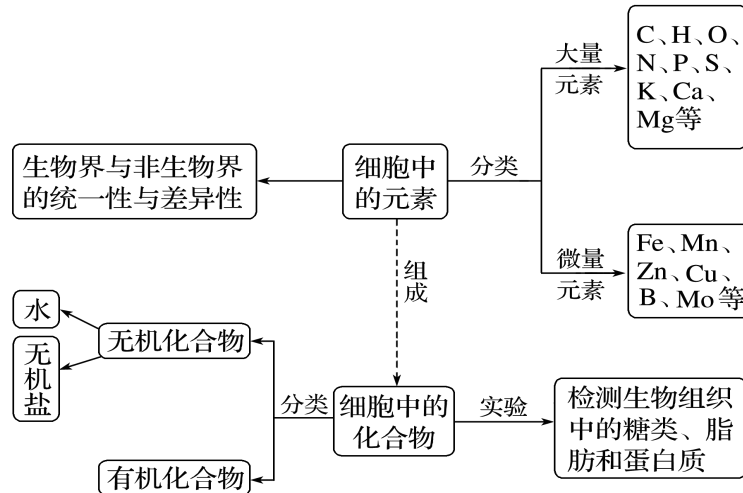 C、H、O、
N、P、S、
K、Ca、
Mg等
大量
元素
生物界与非生物界
的统一性与差异性
细胞中
的元素
分类
微量
元素
Fe、Mn、
Zn、Cu、
B、Mo等
组成
水
无机盐
无机化合物
分类
有机化合物
细胞中的
化合物
实验
检测生物组织
中的糖类、脂
肪和蛋白质